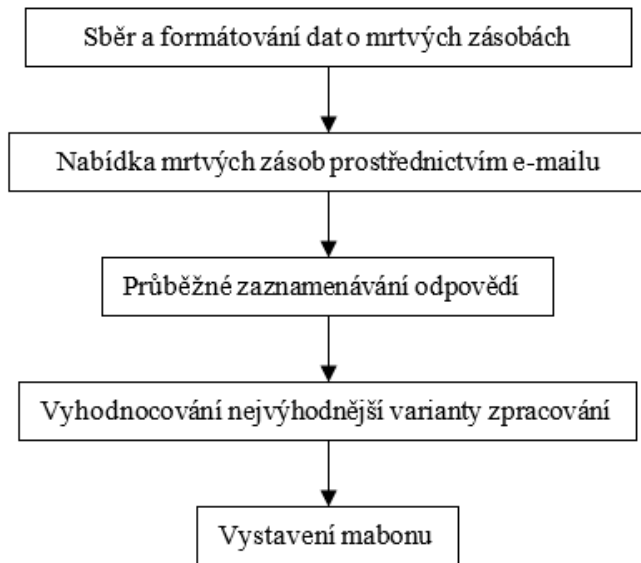 Sběr a formátování dat o mrtvých zásobách
Nabídka mrtvých zásob prostřednictvím e-mailu
Průběžné zaznamenávání odpovědí
Vyhodnocování nejvýhodnější varianty zpracování
Vystavení mabonu